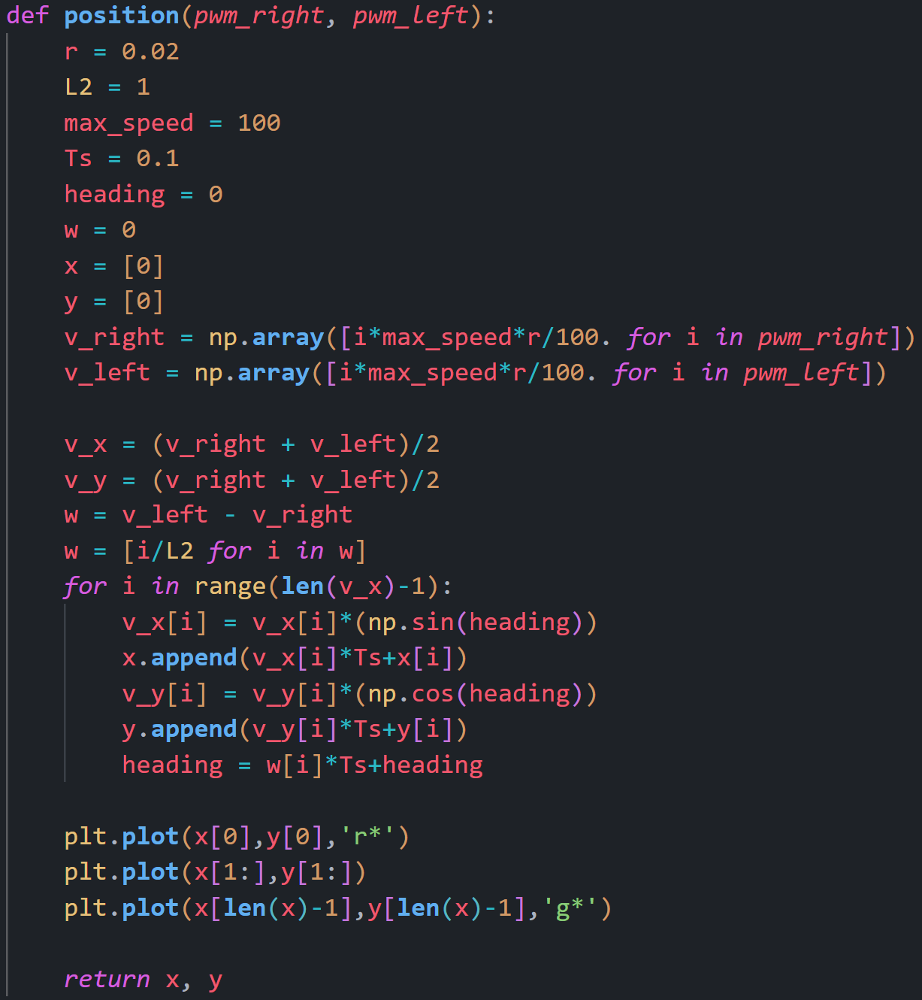 def position(pwm_right, pwm_left):
    r = 0.02
    L2 = 1
    max_speed = 100
    Ts = 0.1
    heading = 0
    w = 0
    x = [0]
    y = [0]
    v_right = np.array([i*max_speed*r/100. for i in pwm_right])
    v_left = np.array([i*max_speed*r/100. for i in pwm_left])

    v_x = (v_right + v_left)/2
    v_y = (v_right + v_left)/2
    w = v_left - v_right
    w = [i/L2 for i in w]
    for i in range(len(v_x)-1):
        v_x[i] = v_x[i]*(np.sin(heading))
        x.append(v_x[i]*Ts+x[i])
        v_y[i] = v_y[i]*(np.cos(heading))
        y.append(v_y[i]*Ts+y[i])
        heading = w[i]*Ts+heading

    plt.plot(x[0],y[0],'r*')
    plt.plot(x[1:],y[1:])
    plt.plot(x[len(x)-1],y[len(x)-1],'g*')

    return x, y